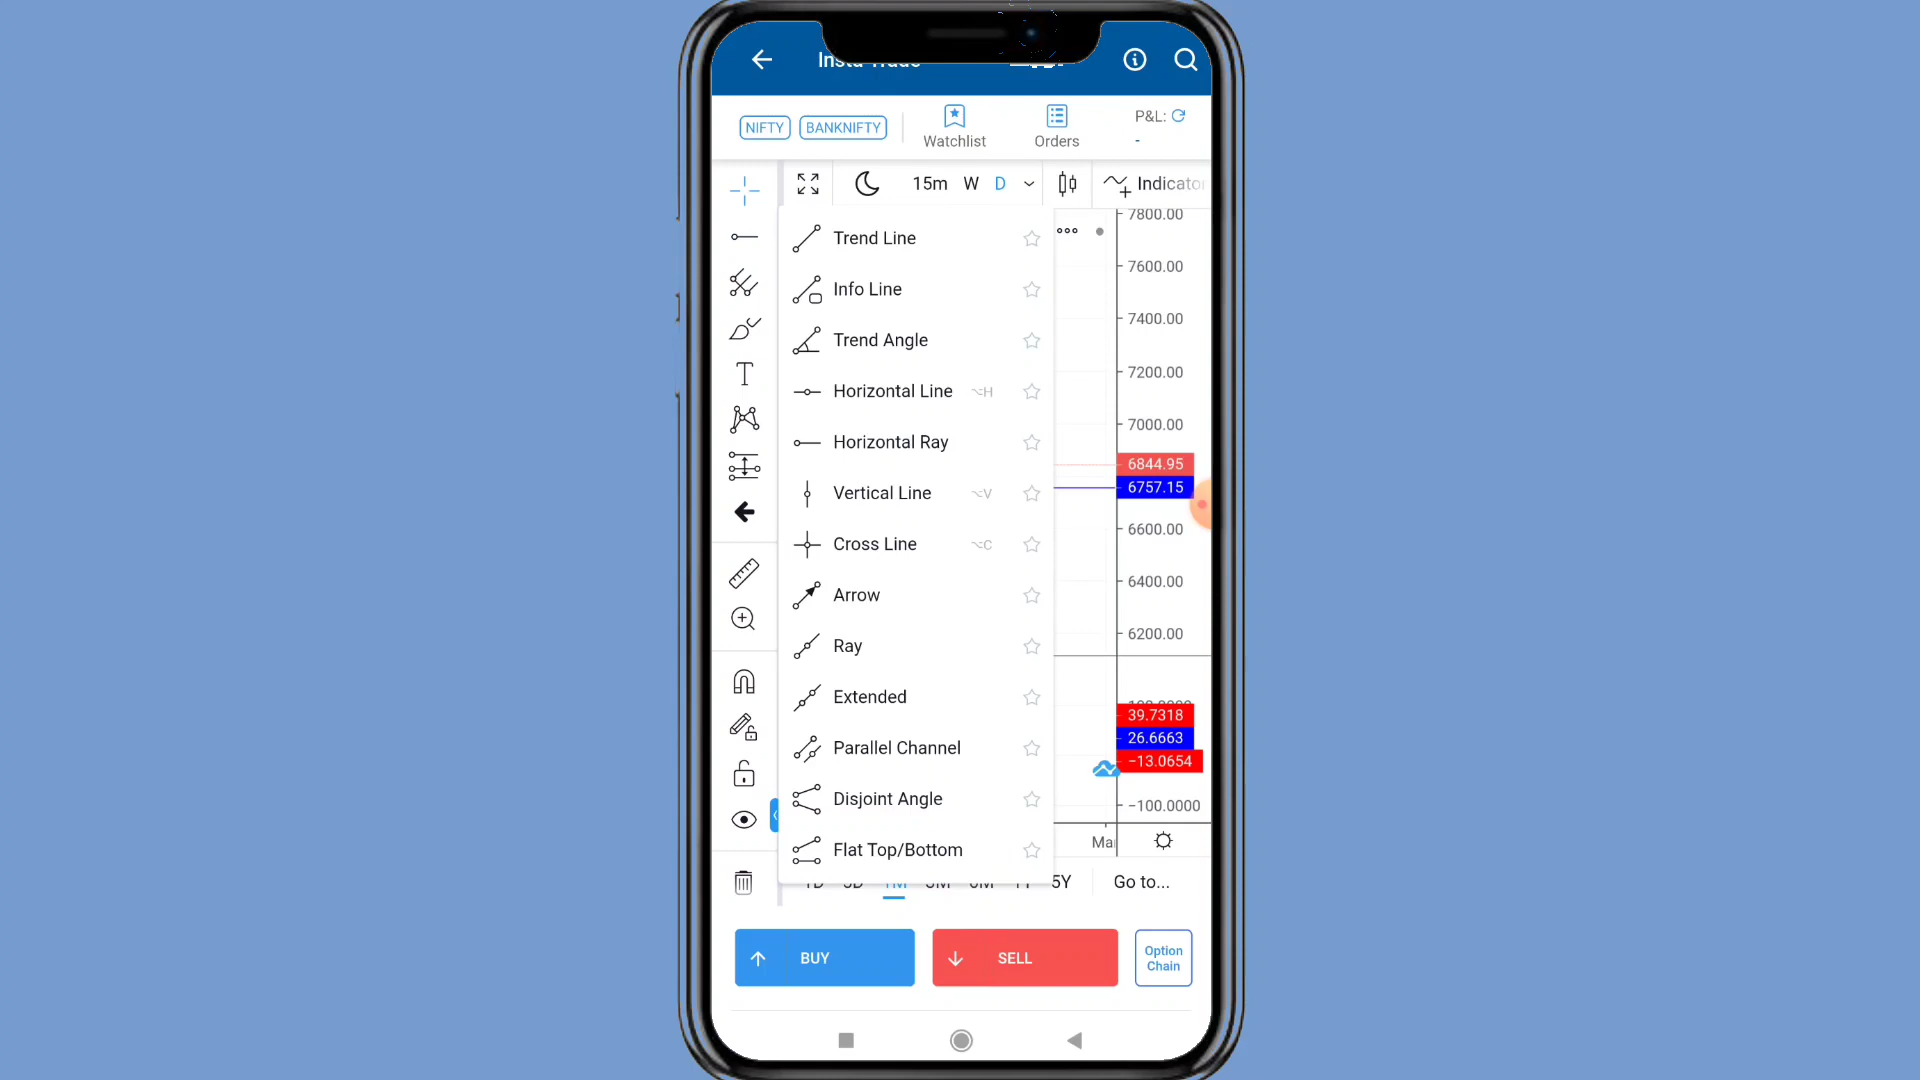 NIFTY BANKNIFTY Watchlist Orders P&L:
-
15m W D Indicato
Trend Line
Info Line
Trend Angle
Horizontal Line ⌥H
Horizontal Ray
Vertical Line ⌥V
Cross Line ⌥C
Arrow
Ray
Extended
Parallel Channel
Disjoint Angle
Flat Top/Bottom
7800.00
7600.00
7400.00
7200.00
7000.00
6844.95
6757.15
6600.00
6400.00
6200.00
39.7318
26.6663
−13.0654
−100.0000
Ma
5Y Go to...
BUY SELL Option
Chain